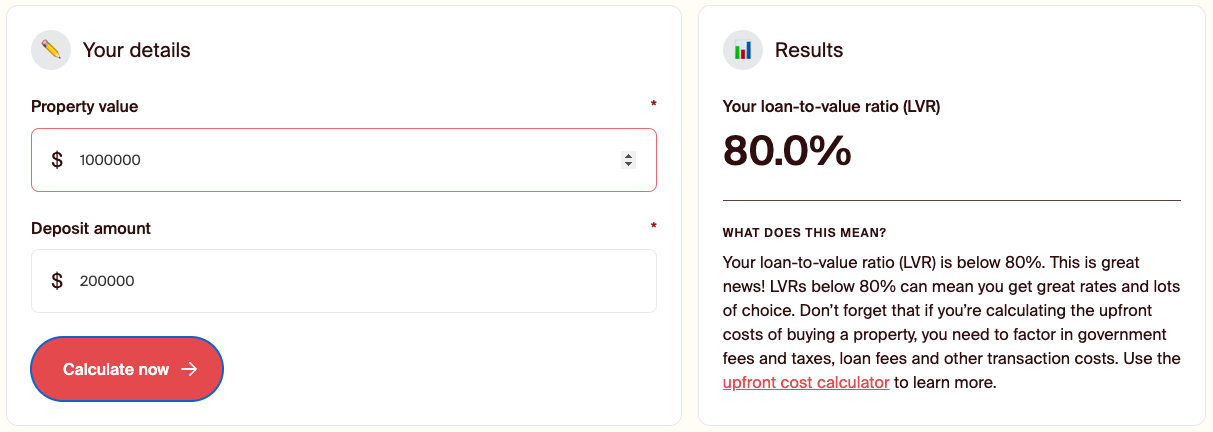 Your details
Property value *
$ 1000000
Deposit amount *
$ 200000
Calculate now →
Results
Your loan-to-value ratio (LVR)
80.0%
WHAT DOES THIS MEAN?
Your loan-to-value ratio (LVR) is below 80%. This is great
news! LVRs below 80% can mean you get great rates and lots
of choice. Don’t forget that if you’re calculating the upfront
costs of buying a property, you need to factor in government
fees and taxes, loan fees and other transaction costs. Use the
upfront cost calculator to learn more.